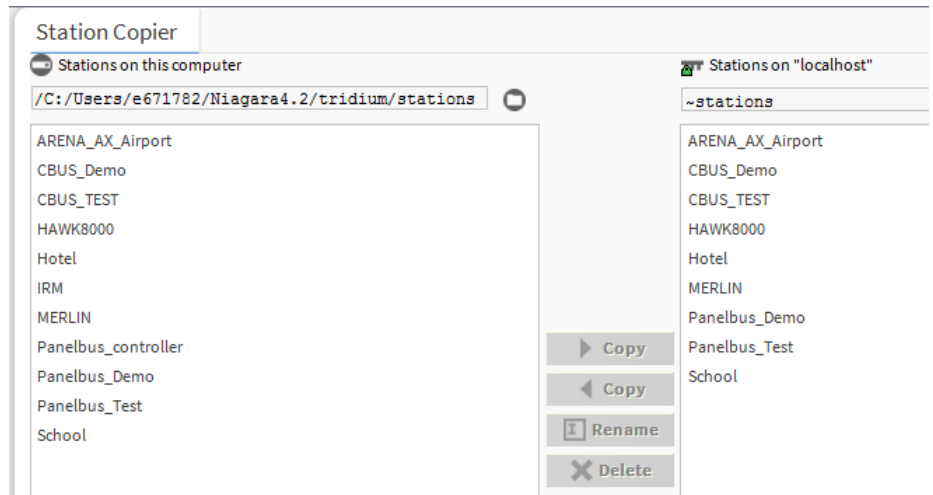 Station Copier
Stations on this computer
/C:/Users/e671782/Niagara4.2/tridium/stations
ARENA_AX_Airport
CBUS_Demo
CBUS_TEST
HAWK8000
Hotel
IRM
MERLIN
Panelbus_controller
Panelbus_Demo
Panelbus_Test
School
Copy
Copy
Rename
Delete
Stations on "localhost"
~stations
ARENA_AX_Airport
CBUS_Demo
CBUS_TEST
HAWK8000
Hotel
MERLIN
Panelbus_Demo
Panelbus_Test
School